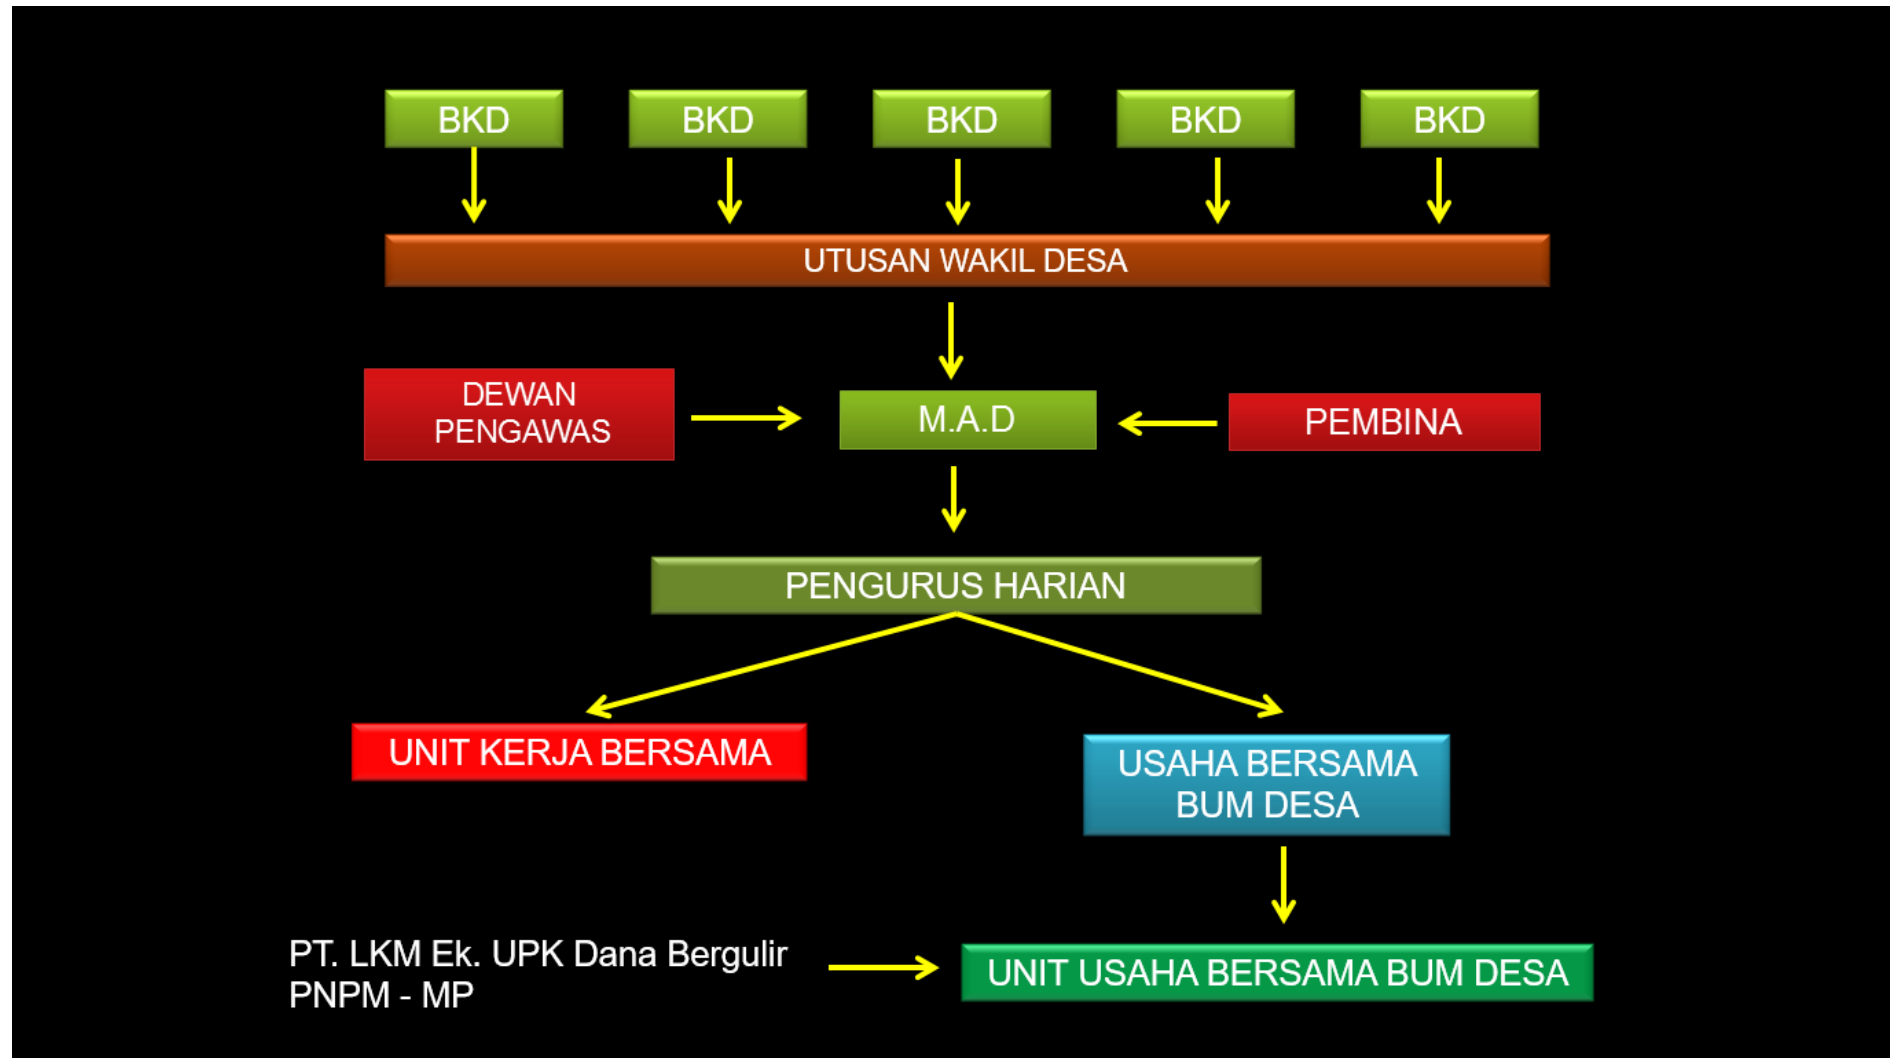 BKD
BKD
BKD
BKD
BKD
UTUSAN WAKIL DESA
DEWAN
PENGAWAS
M.A.D
PEMBINA
PENGURUS HARIAN
UNIT KERJA BERSAMA
USAHA BERSAMA
BUM DESA
PT. LKM Ek. UPK Dana Bergulir
PNPM - MP
UNIT USAHA BERSAMA BUM DESA